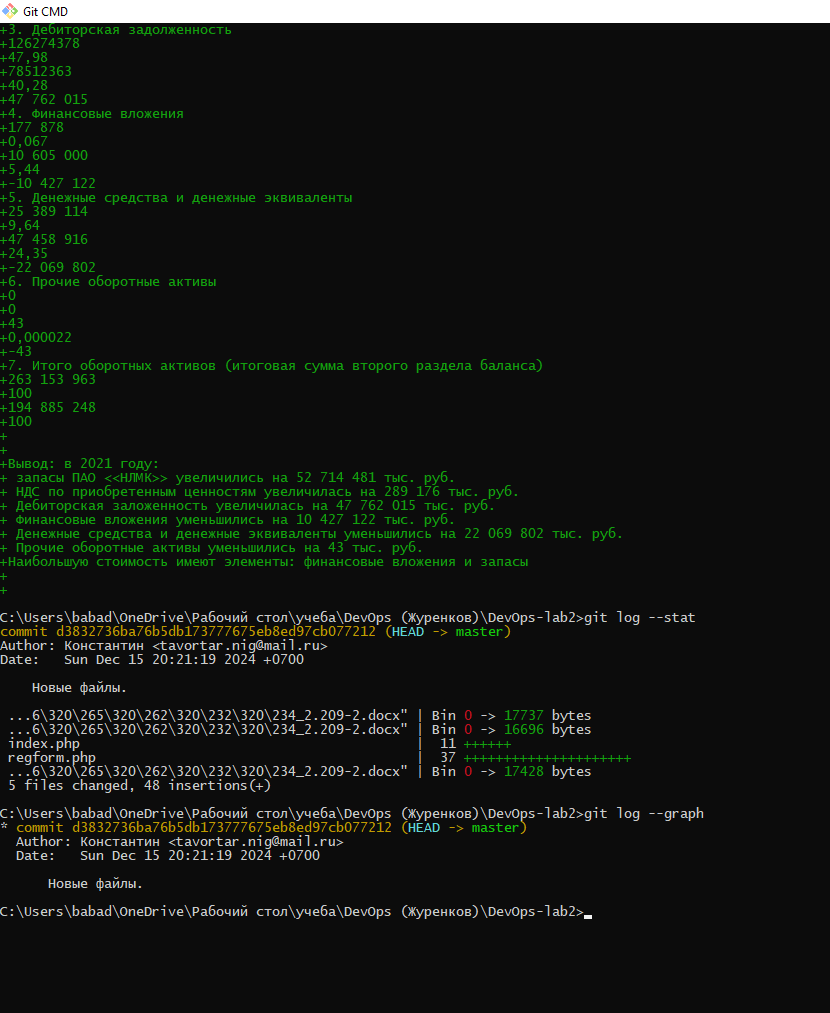 Git CMD
+3. Дебиторская задолженность
+126274378
+47,98
+78512363
+40,28
+47 762 015
+4. Финансовые вложения
+177 878
+0,067
+10 605 000
+5,44
+-10 427 122
+5. Денежные средства и денежные эквиваленты
+25 389 114
+9,64
+47 458 916
+24,35
+-22 069 802
+6. Прочие оборотные активы
+0
+0
+43
+0,000022
+-43
+7. Итого оборотных активов (итоговая сумма второго раздела баланса)
+263 153 963
+100
+194 885 248
+100
+
+
+Вывод: в 2021 году:
+ запасы ПАО <<НЛМК>> увеличились на 52 714 481 тыс. руб.
+ НДС по приобретенным ценностям увеличилась на 289 176 тыс. руб.
+ Дебиторская заложенность увеличилась на 47 762 015 тыс. руб.
+ Финансовые вложения уменьшились на 10 427 122 тыс. руб.
+ Денежные средства и денежные эквиваленты уменьшились на 22 069 802 тыс. руб.
+ Прочие оборотные активы уменьшились на 43 тыс. руб.
+Наибольшую стоимость имеют элементы: финансовые вложения и запасы
+
+
C:\Users\babad\OneDrive\Рабочий стол\учеба\DevOps (Журенков)\DevOps-lab2>git log --stat
commit d3832736ba76b5db173777675eb8ed97cb077212 (HEAD -> master)
Author: Константин <tavortar.nig@mail.ru>
Date:   Sun Dec 15 20:21:19 2024 +0700
Новые файлы.
...6\320\265\320\262\320\232\320\234_2.209-2.docx" | Bin 0 -> 17737 bytes
...6\320\265\320\262\320\232\320\234_2.209-2.docx" | Bin 0 -> 16696 bytes
index.php | 11 ++++++
regform.php | 37 +++++++++++++++++++++
...6\320\265\320\262\320\232\320\234_2.209-2.docx" | Bin 0 -> 17428 bytes
5 files changed, 48 insertions(+)
C:\Users\babad\OneDrive\Рабочий стол\учеба\DevOps (Журенков)\DevOps-lab2>git log --graph
* commit d3832736ba76b5db173777675eb8ed97cb077212 (HEAD -> master)
Author: Константин <tavortar.nig@mail.ru>
Date:   Sun Dec 15 20:21:19 2024 +0700
Новые файлы.
C:\Users\babad\OneDrive\Рабочий стол\учеба\DevOps (Журенков)\DevOps-lab2>